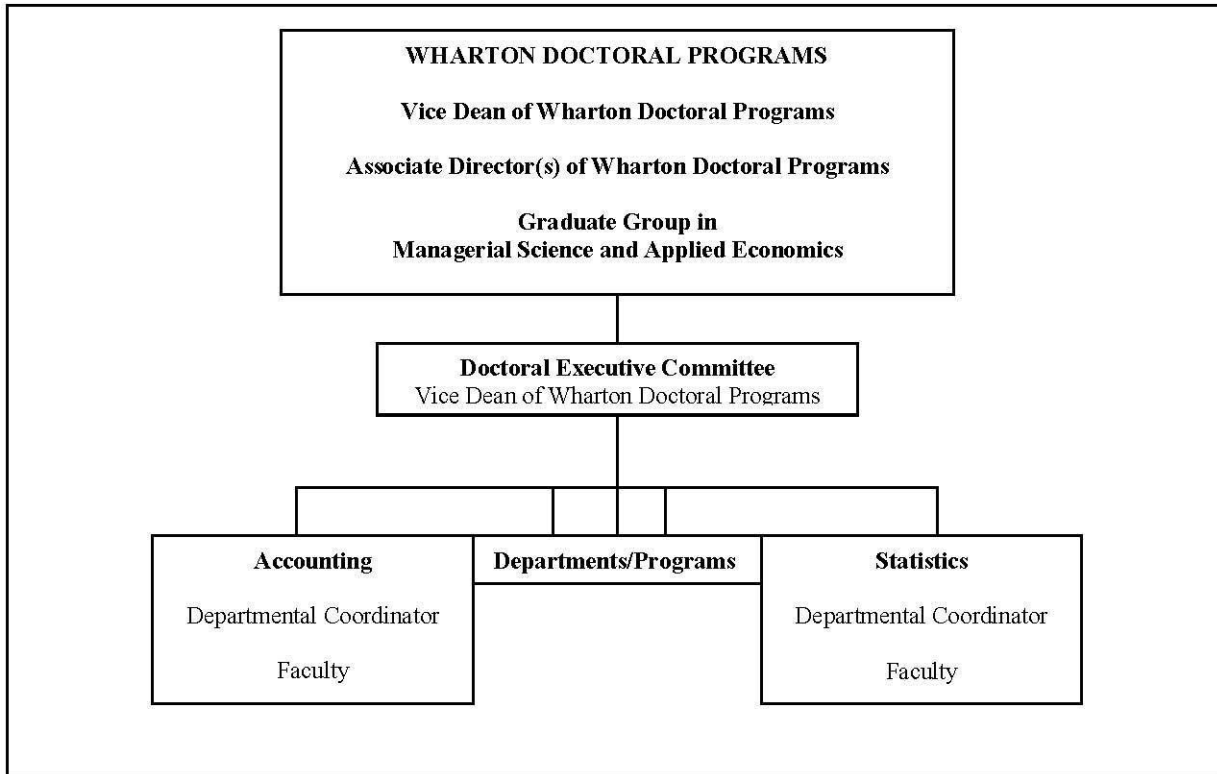 WHARTON DOCTORAL PROGRAMS
Vice Dean of Wharton Doctoral Programs
Associate Director(s) of Wharton Doctoral Programs
Graduate Group in
Managerial Science and Applied Economics
Doctoral Executive Committee
Vice Dean of Wharton Doctoral Programs
Accounting
Departmental Coordinator
Faculty
Departments/Programs
Statistics
Departmental Coordinator
Faculty